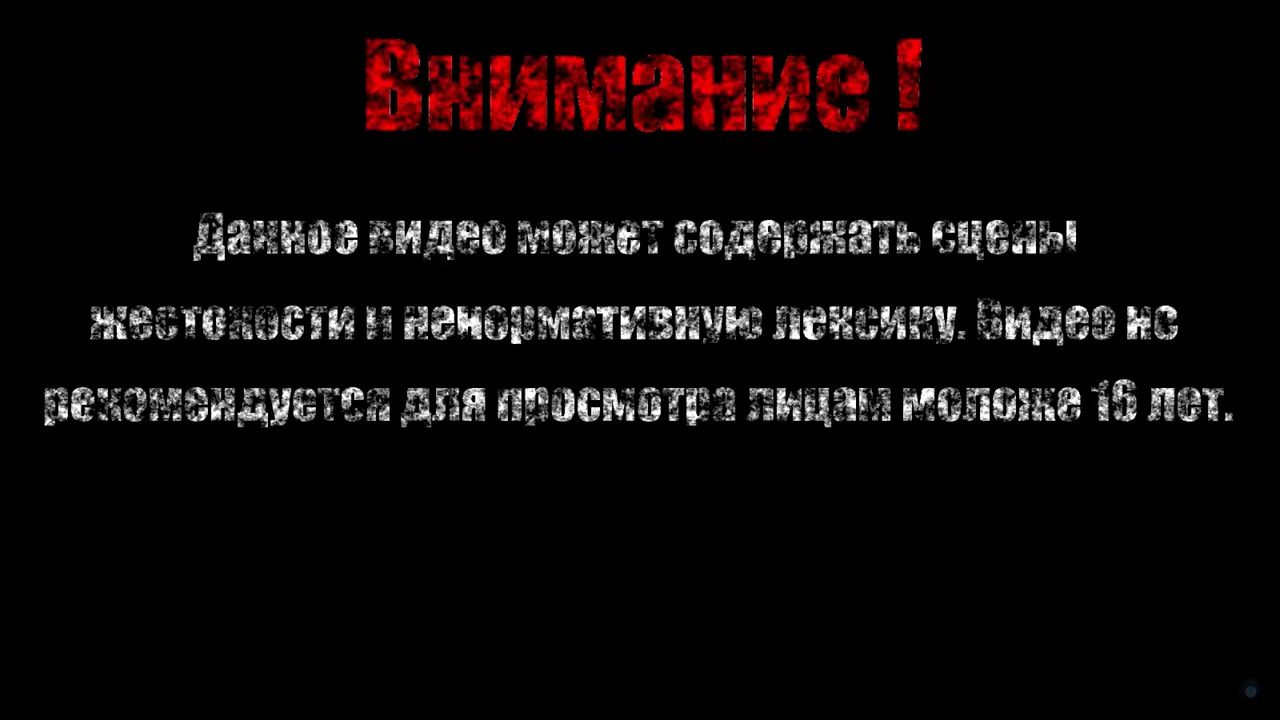 Внимание !
Данное видео может содержать сцены
жестокости и ненормативную лексику. Видео не
рекомендуется для просмотра лицам моложе 16 лет.